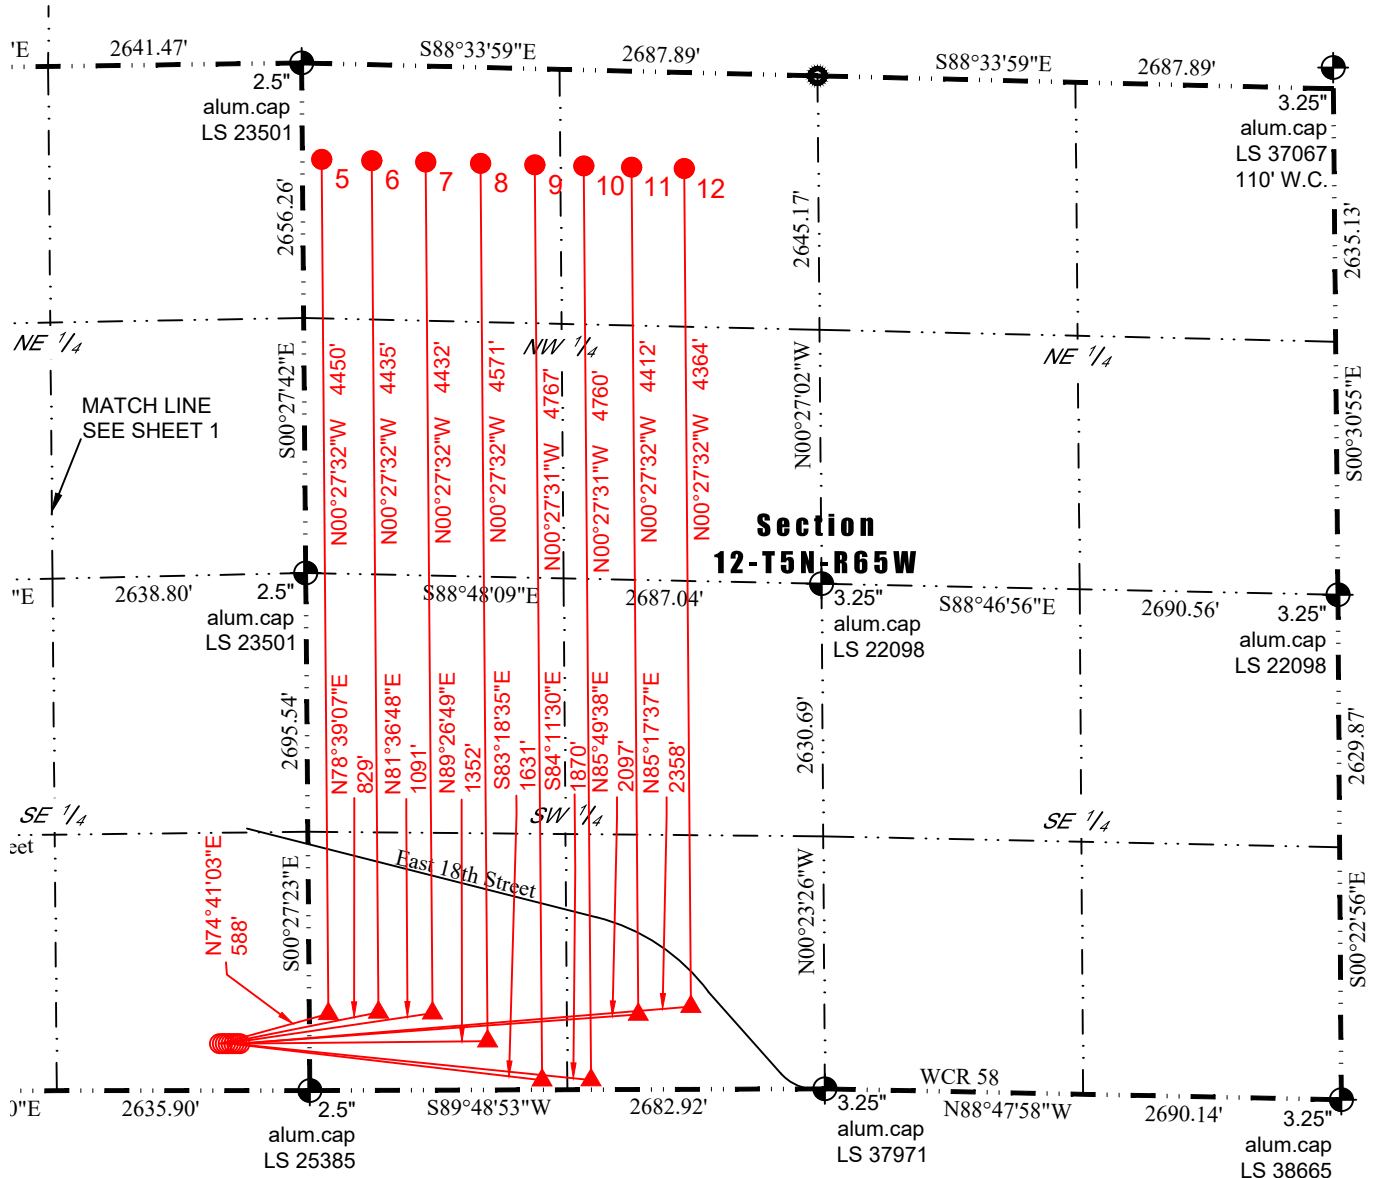 'E
2641.47'
S88°33'59"E
2687.89'
S88°33'59"E
2687.89'
2.5"
alum.cap
LS 23501
3.25"
alum.cap
LS 37067
110' W.C.
5
6
7
8
9
10
11
12
2656.26'
2645.17'
2635.13'
NE 1/4
NW 1/4
NE 1/4
S00°27'42"E
N00°27'32"W 4450'
N00°27'32"W 4435'
N00°27'32"W 4432'
N00°27'32"W 4571'
N00°27'31"W 4767'
N00°27'31"W 4760'
N00°27'32"W 4412'
N00°27'32"W 4364'
N00°27'02"W
S00°30'55"E
MATCH LINE
SEE SHEET 1
Section
12-T5N-R65W
"E
2638.80'
2.5"
alum.cap
LS 23501
S88°48'09"E
2687.04'
3.25"
alum.cap
LS 22098
S88°46'56"E
2690.56'
3.25"
alum.cap
LS 22098
2695.54'
N78°39'07"E
829'
N81°36'48"E
1091'
N89°26'49"E
1352'
S83°18'35"E
1631'
S84°11'30"E
1870'
N85°49'38"E
2097'
N85°17'37"E
2358'
2630.69'
2629.87'
SE 1/4
SW 1/4
SE 1/4
eet
East 18th Street
N74°41'03"E
588'
S00°27'23"E
N00°23'26"W
S00°22'56"E
WCR 58
0"E
2635.90'
2.5"
alum.cap
LS 25385
S89°48'53"W
2682.92'
3.25"
alum.cap
LS 37971
N88°47'58"W
2690.14'
3.25"
alum.cap
LS 38665